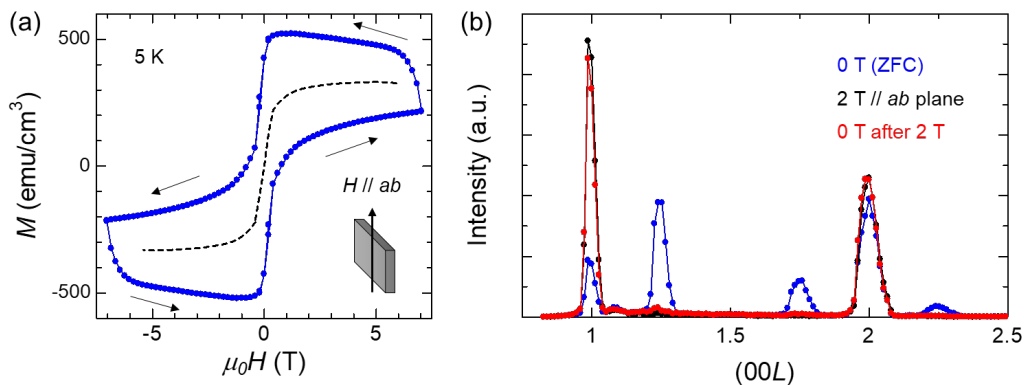 (a)
5 K
H // ab
500
0
-500
M (emu/cm³)
-5
0
5
μ₀H (T)
(b)
0 T (ZFC)
2 T // ab plane
0 T after 2 T
Intensity (a.u.)
1
1.5
2
2.5
(00L)